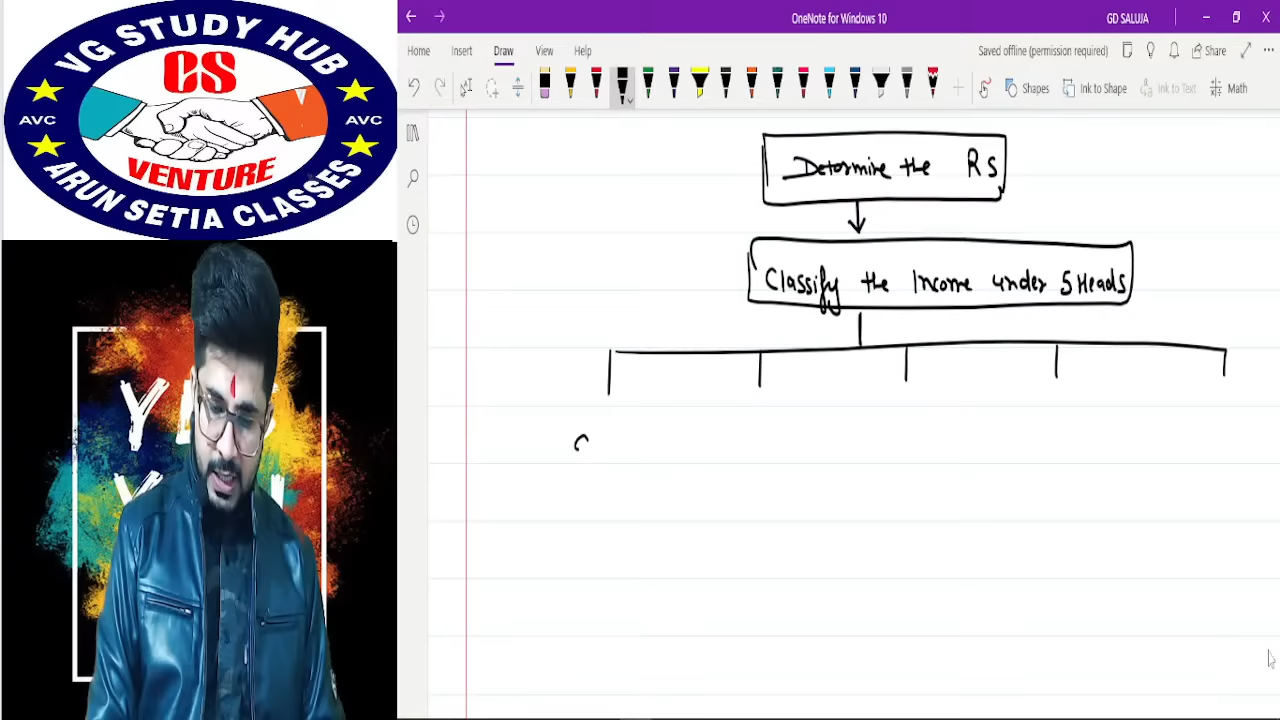 VG STUDY HUB
CS
AVC
AVC
VENTURE
ARUN SETIA CLASSES
OneNote for Windows 10
GD SALUJA
Home Insert Draw View Help
Saved offline (permission required)
Share
Shapes
Ink to Shape
Ink to Text
Math
Determine the RS
Classify the Income under 5 Heads